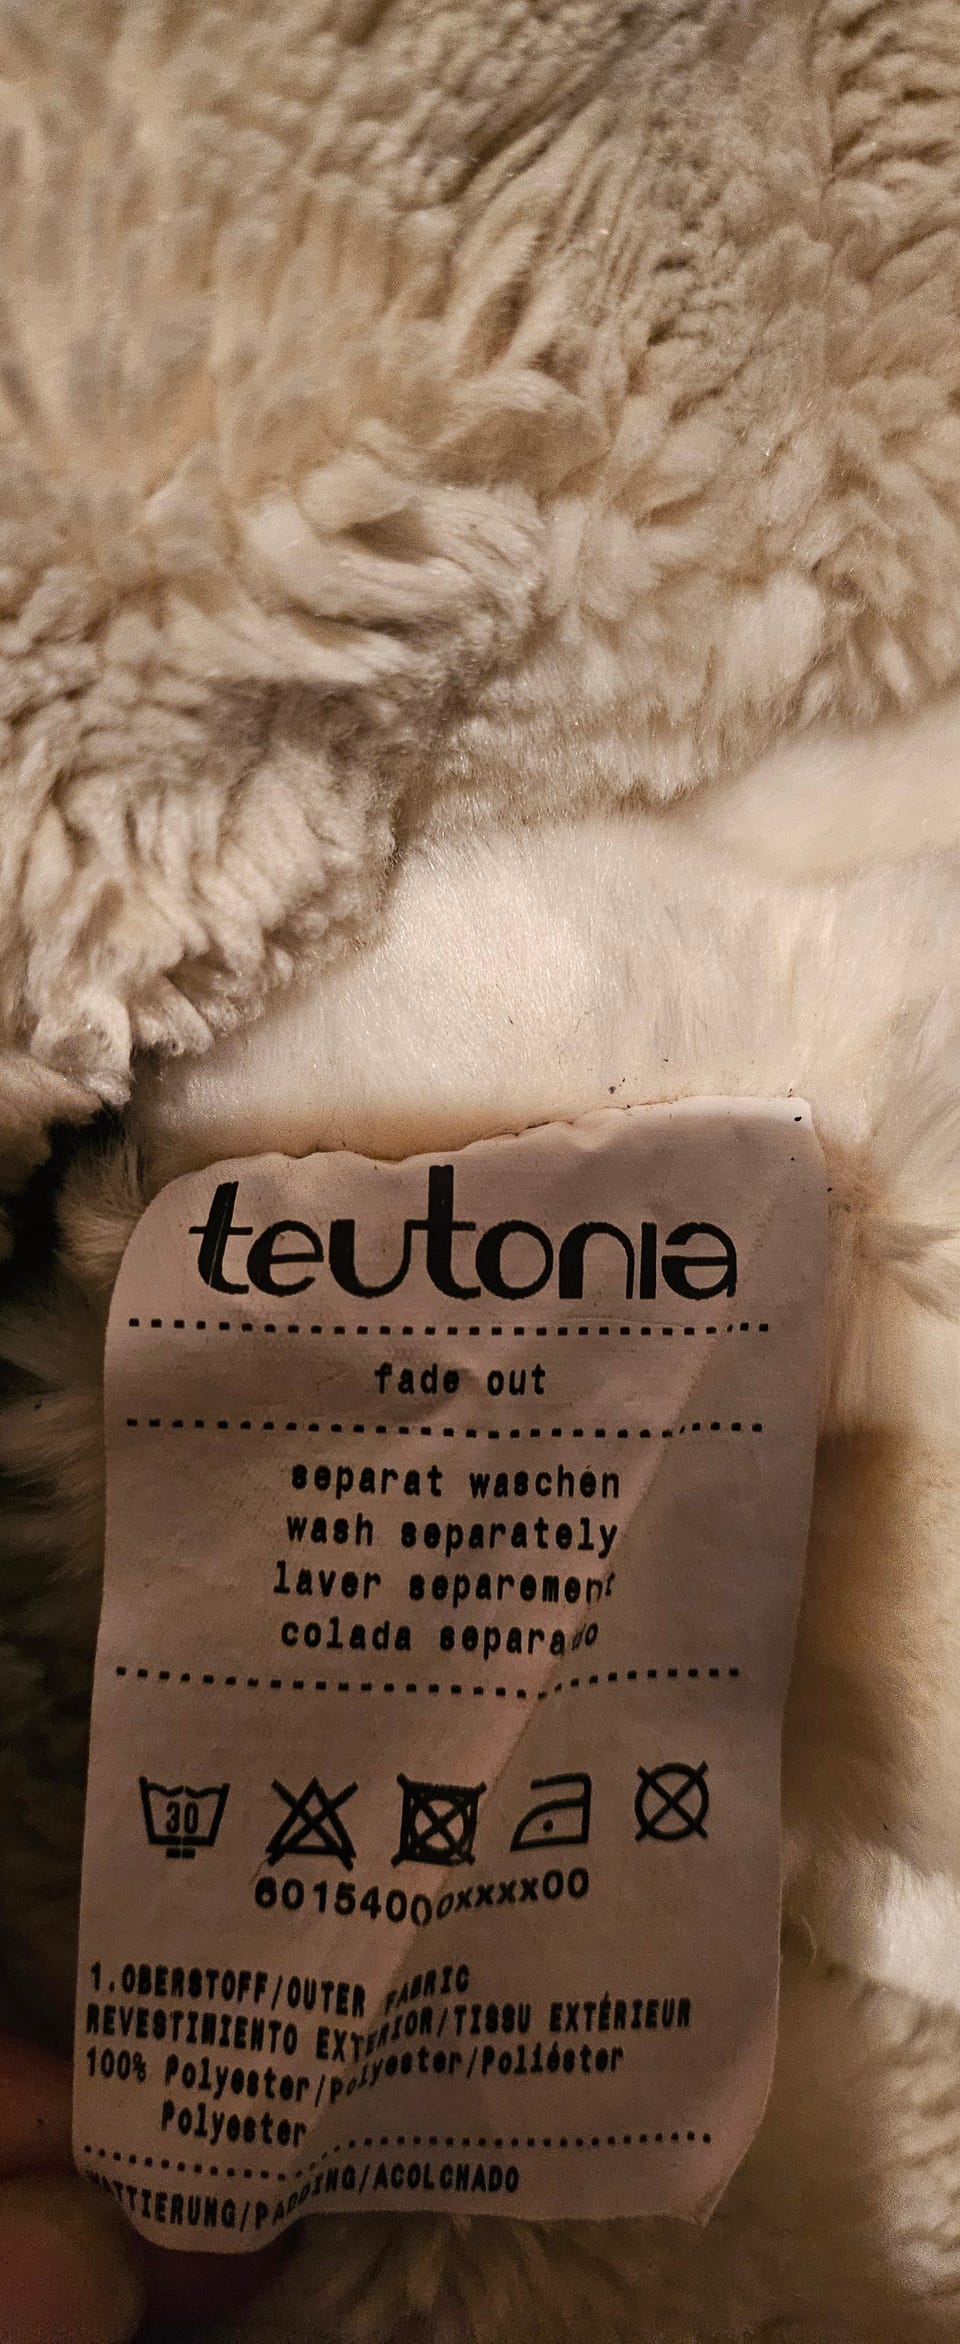 teutonia
fade out
separat waschen
wash separately
laver separement
colada separado
30
60154000xxxx00
1.OBERSTOFF/OUTER FABRIC
REVESTIMIENTO EXTERIOR/TISSU EXTÉRIEUR
100% Polyester/polyester/Poliéster
Polyester
WATTIERUNG/PADDING/ACOLCHADO